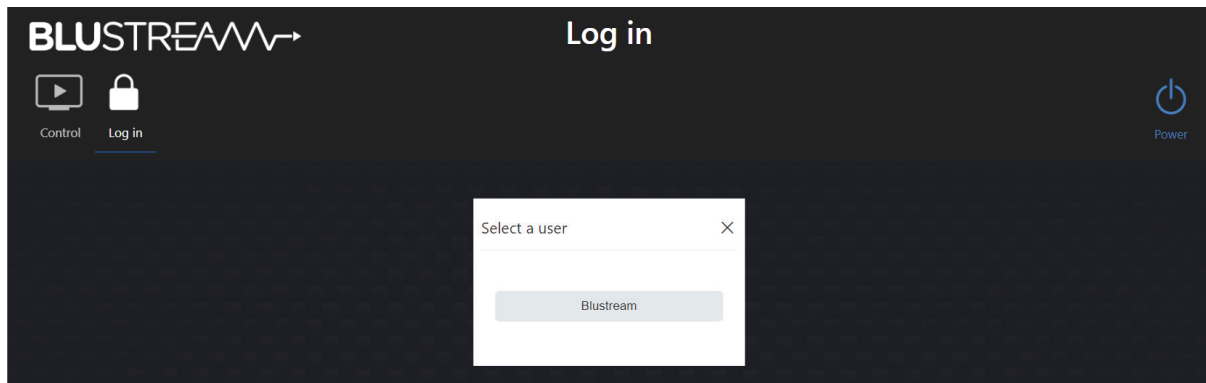 BLUSTREAM
Log in
Control
Log in
Power
Select a user
Blustream